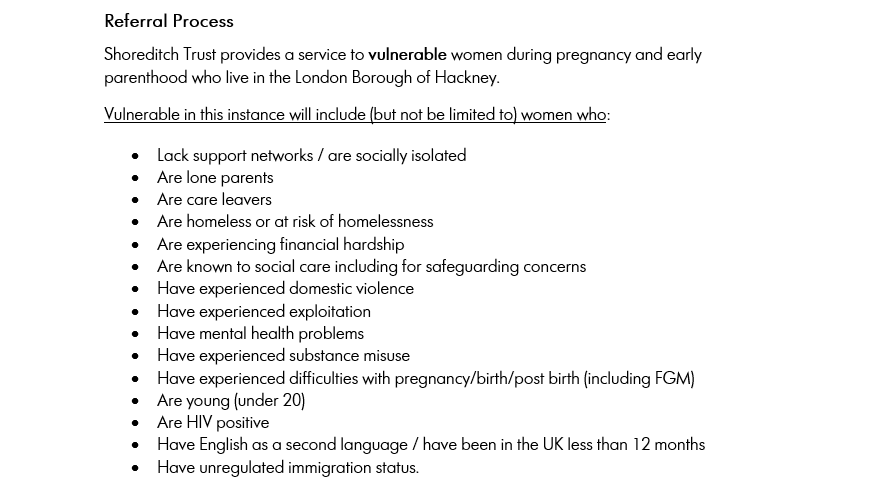 Referral Process
Shoreditch Trust provides a service to vulnerable women during pregnancy and early
parenthood who live in the London Borough of Hackney.
Vulnerable in this instance will include (but not be limited to) women who:
• Lack support networks / are socially isolated
• Are lone parents
• Are care leavers
• Are homeless or at risk of homelessness
• Are experiencing financial hardship
• Are known to social care including for safeguarding concerns
• Have experienced domestic violence
• Have experienced exploitation
• Have mental health problems
• Have experienced substance misuse
• Have experienced difficulties with pregnancy/birth/post birth (including FGM)
• Are young (under 20)
• Are HIV positive
• Have English as a second language / have been in the UK less than 12 months
• Have unregulated immigration status.